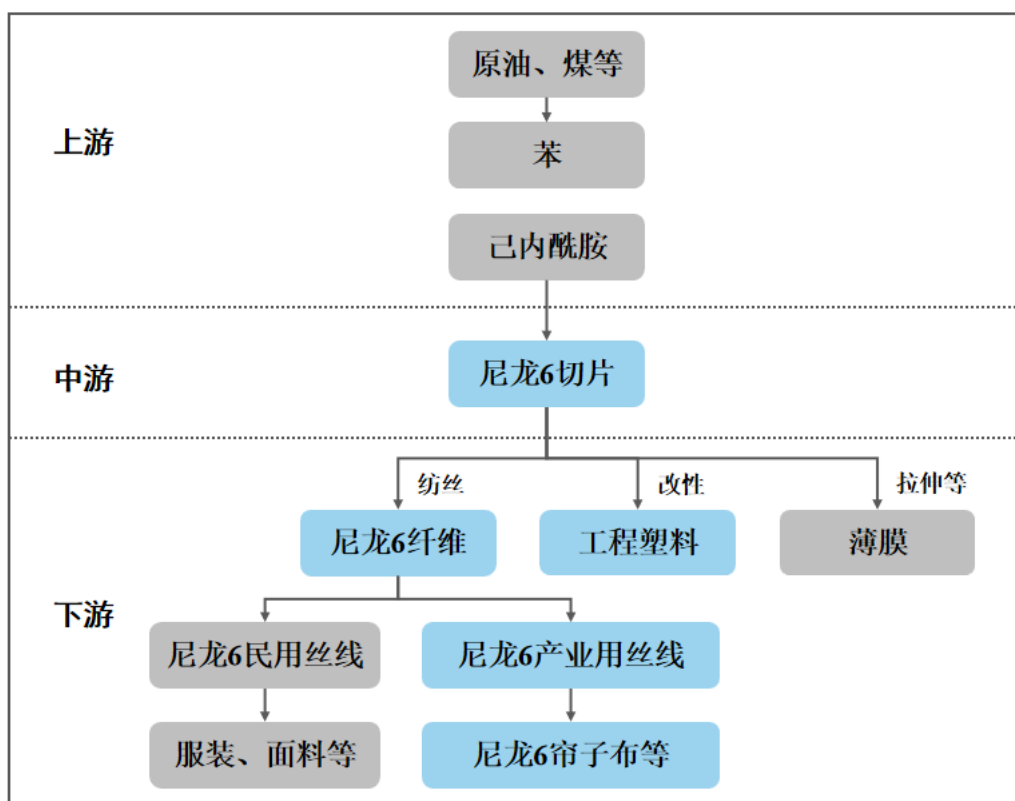 上游
原油、煤等
苯
己内酰胺
中游
尼龙6切片
下游
纺丝
改性
拉伸等
尼龙6纤维
工程塑料
薄膜
尼龙6民用丝线
尼龙6产业用丝线
服装、面料等
尼龙6帘子布等